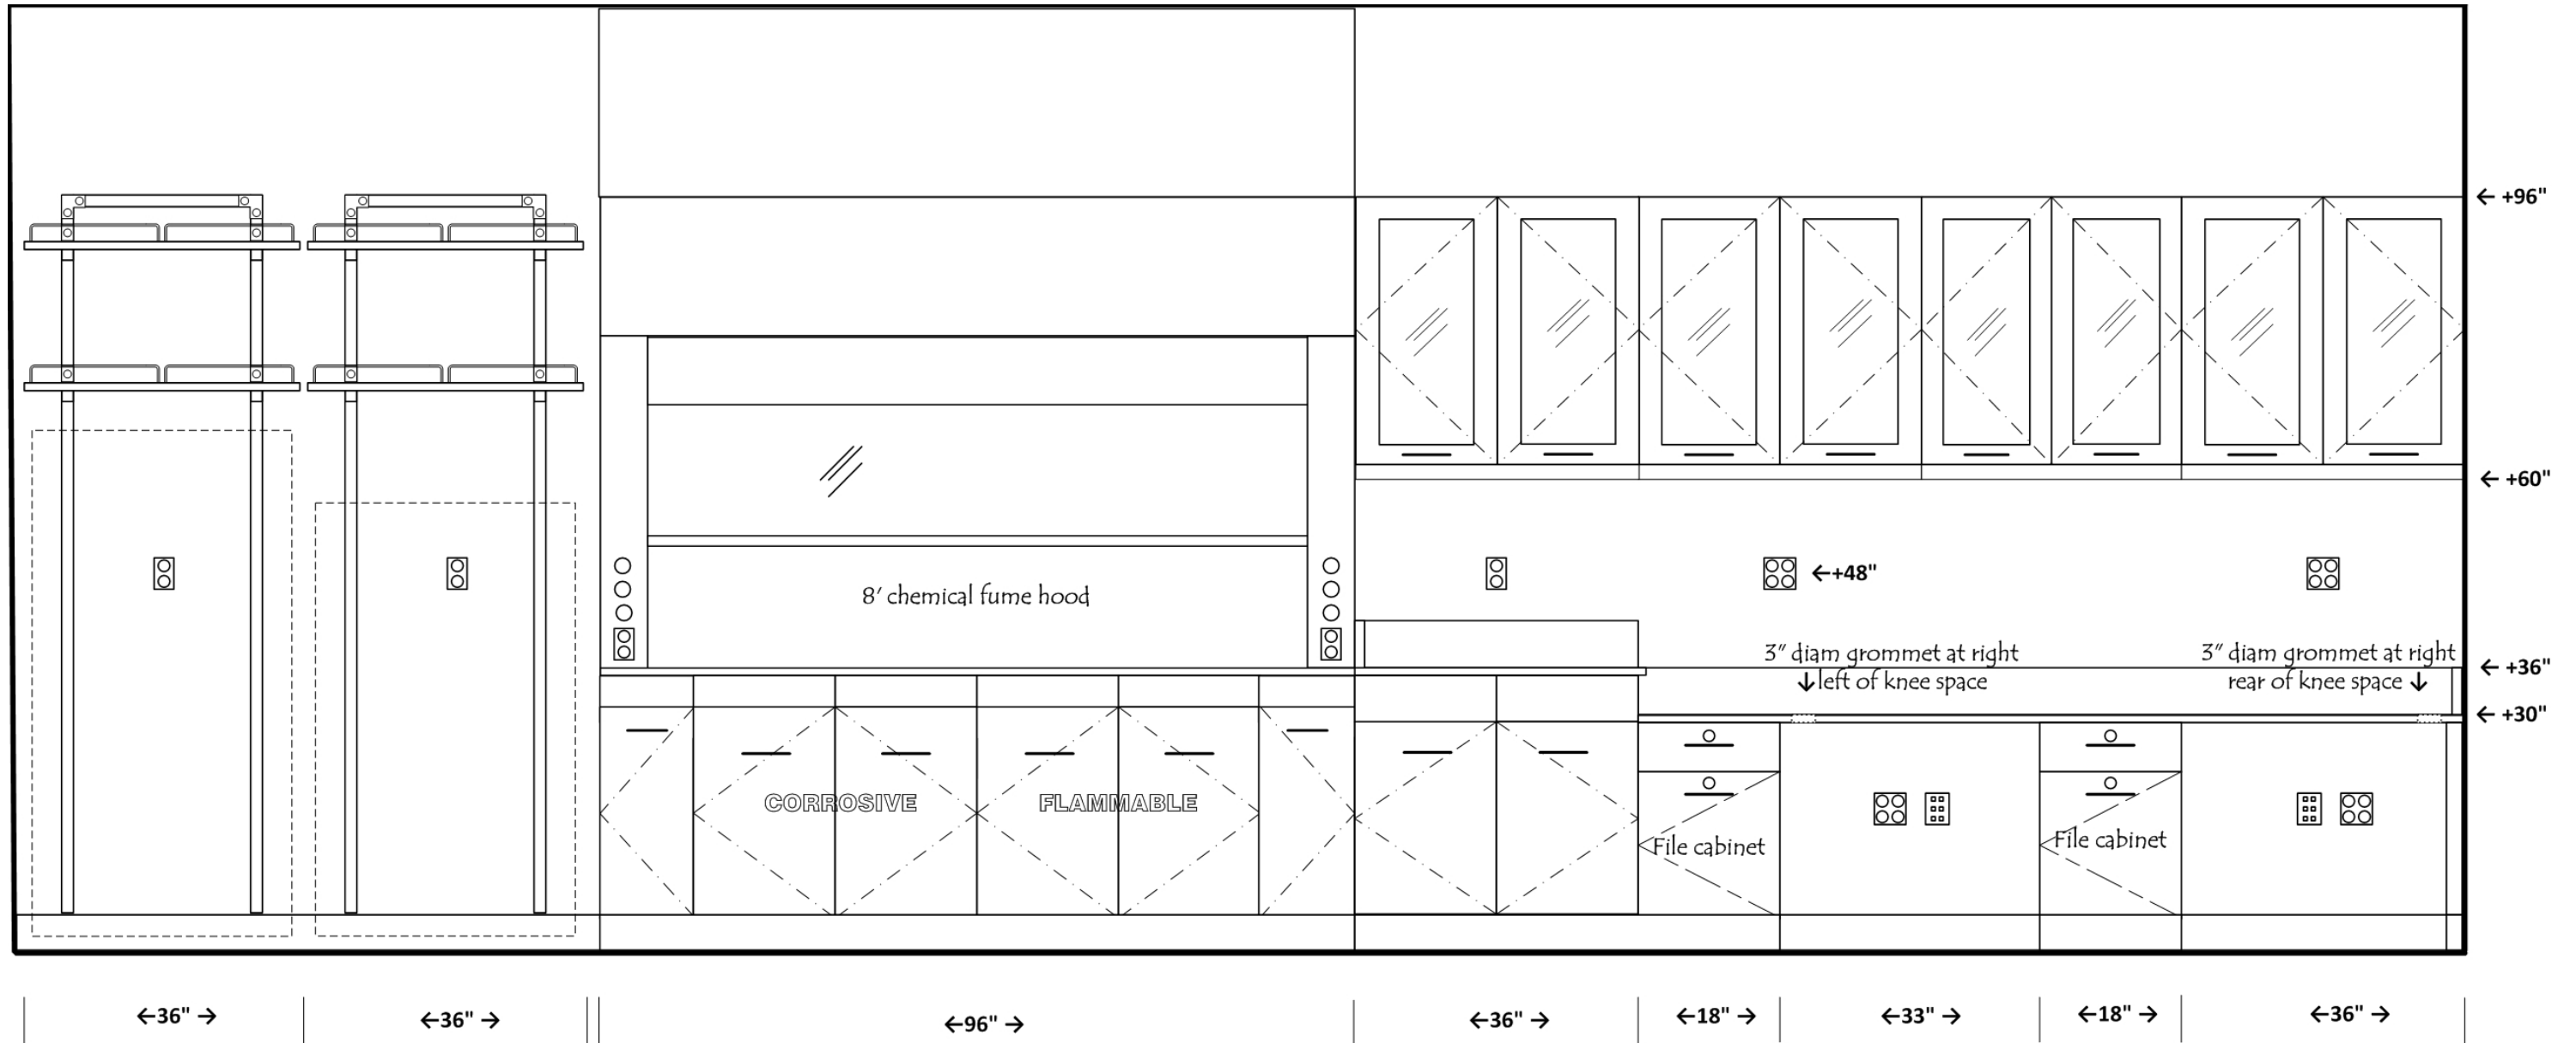 ← +96"
← +60"
←+48"
8' chemical fume hood
3" diam grommet at right
↓left of knee space
3" diam grommet at right
rear of knee space ↓
← +36"
← +30"
CORROSIVE
FLAMMABLE
File cabinet
File cabinet
←36" →
←36" →
←96" →
←36" →
←18" →
←33" →
←18" →
←36" →